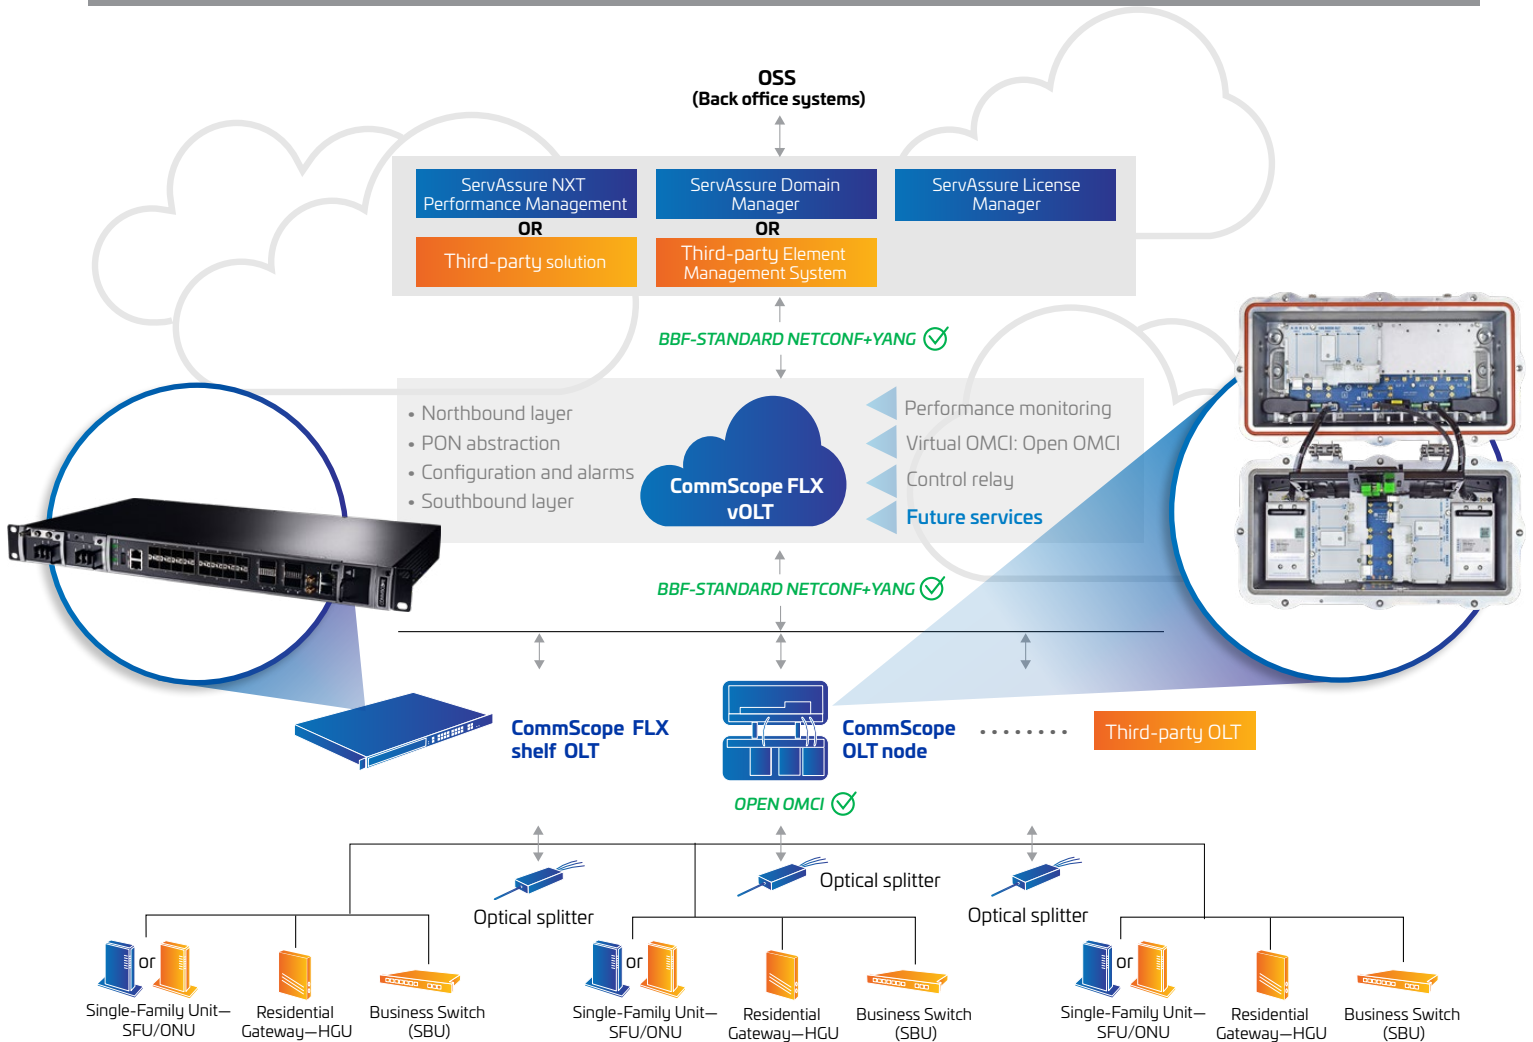 OSS
(Back office systems)
ServAssure NXT
Performance Management
OR
Third-party solution
ServAssure Domain
Manager
OR
Third-party Element
Management System
ServAssure License
Manager
BBF-STANDARD NETCONF+YANG
• Northbound layer
• PON abstraction
• Configuration and alarms
• Southbound layer
CommScope FLX
vOLT
Performance monitoring
Virtual OMCI: Open OMCI
Control relay
Future services
BBF-STANDARD NETCONF+YANG
CommScope FLX
shelf OLT
CommScope
OLT node
Third-party OLT
OPEN OMCI
Optical splitter
Optical splitter
Optical splitter
or
Single-Family Unit—
SFU/ONU
Residential
Gateway—HGU
Business Switch
(SBU)
or
Single-Family Unit—
SFU/ONU
Residential
Gateway—HGU
Business Switch
(SBU)
or
Single-Family Unit—
SFU/ONU
Residential
Gateway—HGU
Business Switch
(SBU)